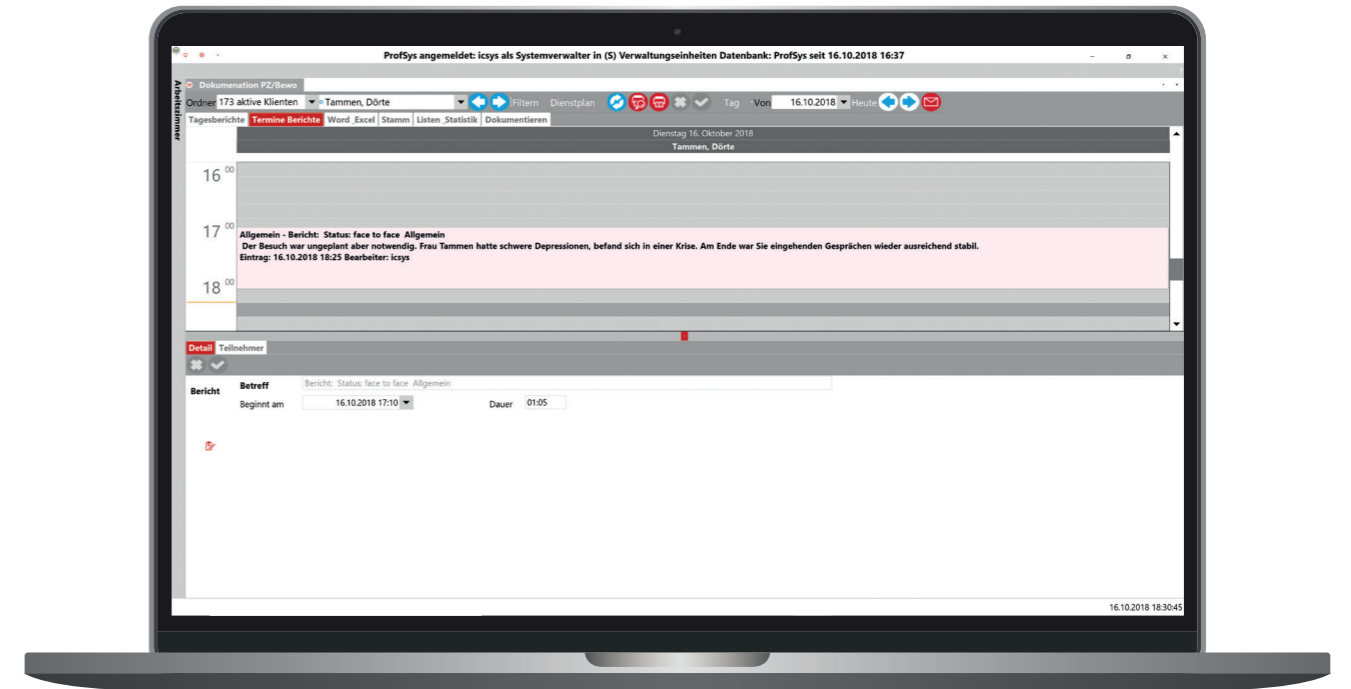 ProfSys angemeldet: icsys als Systemverwalter in (S) Verwaltungseinheiten Datenbank: ProfSys seit 16.10.2018 16:37
Arbeitszimmer
Dokumenation PZ/Bewo
Ordner 173 aktive Klienten Tammen, Dörte Filtern Dienstplan Tag Von 16.10.2018 Heute
Tagesberichte Termine Berichte Word_Excel Stamm Listen_Statistik Dokumentieren
Dienstag 16. Oktober 2018
Tammen, Dörte
16 00
17 00
Allgemein - Bericht: Status: face to face Allgemein
Der Besuch war ungeplant aber notwendig. Frau Tammen hatte schwere Depressionen, befand sich in einer Krise. Am Ende war Sie eingehenden Gesprächen wieder ausreichend stabil.
Eintrag: 16.10.2018 18:25 Bearbeiter: icsys
18 00
Detail Teilnehmer
Bericht Betreff Bericht: Status: face to face Allgemein
Beginnt am 16.10.2018 17:10 Dauer 01:05
16.10.2018 18:30:45